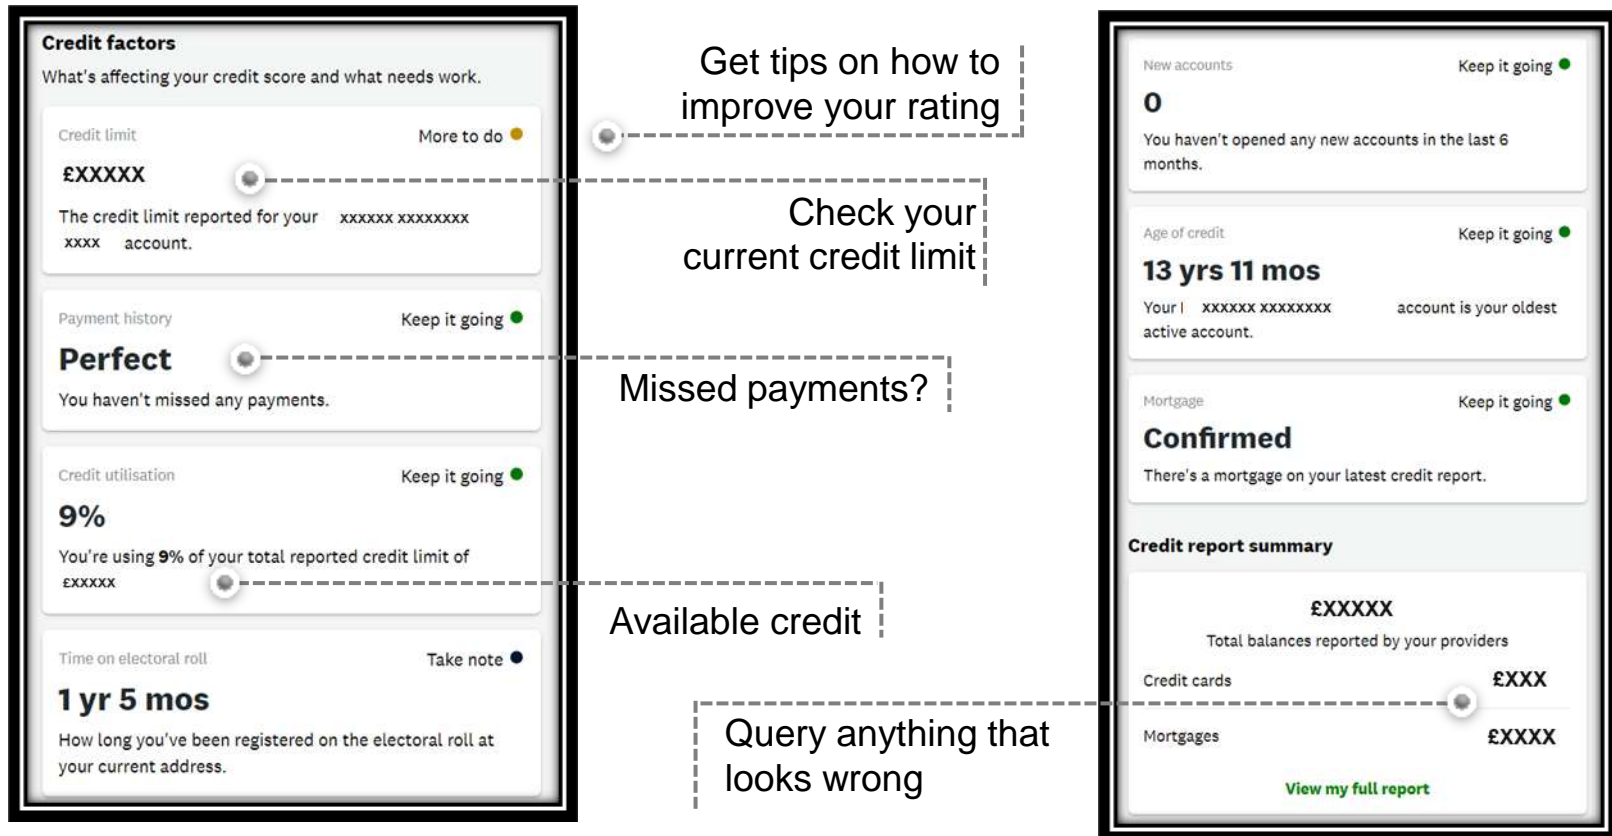 Credit factors
What's affecting your credit score and what needs work.
Credit limit
More to do
£XXXXX
The credit limit reported for your xxxxxx xxxxxxxx
xxxx account.
Payment history
Keep it going
Perfect
You haven't missed any payments.
Credit utilisation
Keep it going
9%
You're using 9% of your total reported credit limit of
£XXXXX
Time on electoral roll
Take note
1 yr 5 mos
How long you've been registered on the electoral roll at
your current address.
Get tips on how to
improve your rating
Check your
current credit limit
Missed payments?
Available credit
Query anything that
looks wrong
New accounts
Keep it going
0
You haven't opened any new accounts in the last 6
months.
Age of credit
Keep it going
13 yrs 11 mos
Your xxxxxx xxxxxxxx account is your oldest
active account.
Mortgage
Keep it going
Confirmed
There's a mortgage on your latest credit report.
Credit report summary
£XXXXX
Total balances reported by your providers
Credit cards
£XXX
Mortgages
£XXXX
View my full report